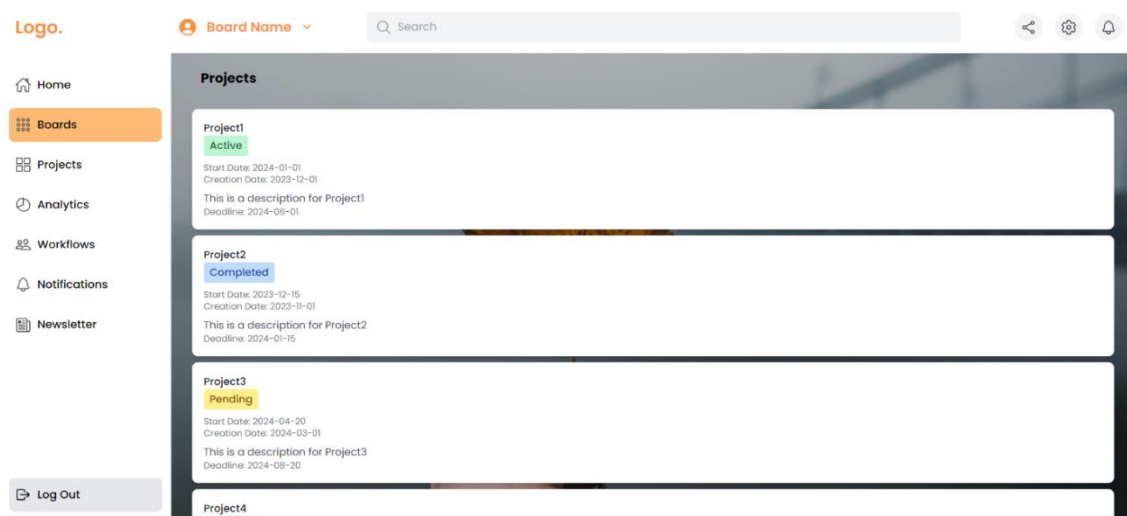 Logo.
Board Name
Search
Home
Boards
Projects
Analytics
Workflows
Notifications
Newsletter
Log Out
Projects
Project1
Active
Start Date: 2024-01-01
Creation Date: 2023-12-01
This is a description for Project1
Deadline: 2024-06-01
Project2
Completed
Start Date: 2023-12-15
Creation Date: 2023-11-01
This is a description for Project2
Deadline: 2024-01-15
Project3
Pending
Start Date: 2024-04-20
Creation Date: 2024-03-01
This is a description for Project3
Deadline: 2024-08-20
Project4